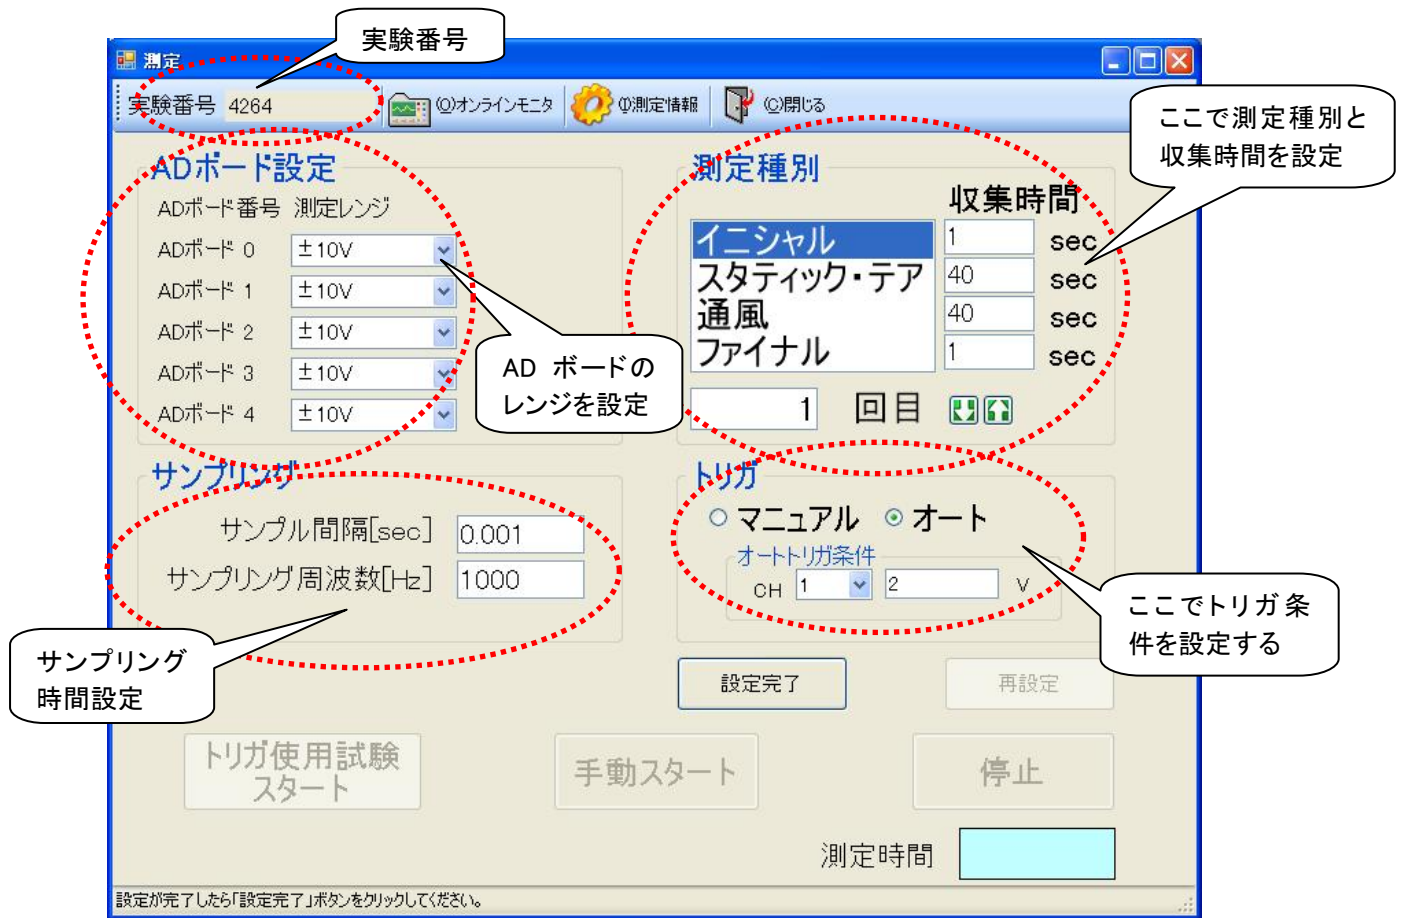 実験番号
測定
実験番号 4264 (O)オンラインモニタ (I)測定情報 (C)閉じる
ここで測定種別と
収集時間を設定
ADボード設定
ADボード番号 測定レンジ
ADボード 0 ±10V
ADボード 1 ±10V
ADボード 2 ±10V
ADボード 3 ±10V
ADボード 4 ±10V
AD ボードの
レンジを設定
測定種別
収集時間
イニシャル 1 sec
スタティック・テア 40 sec
通風 40 sec
ファイナル 1 sec
1 回目
サンプリング
サンプル間隔[sec] 0.001
サンプリング周波数[Hz] 1000
サンプリング
時間設定
トリガ
マニュアル オート
オートトリガ条件
CH 1 2 V
ここでトリガ条
件を設定する
設定完了 再設定
トリガ使用試験
スタート
手動スタート
停止
測定時間
設定が完了したら「設定完了」ボタンをクリックしてください。